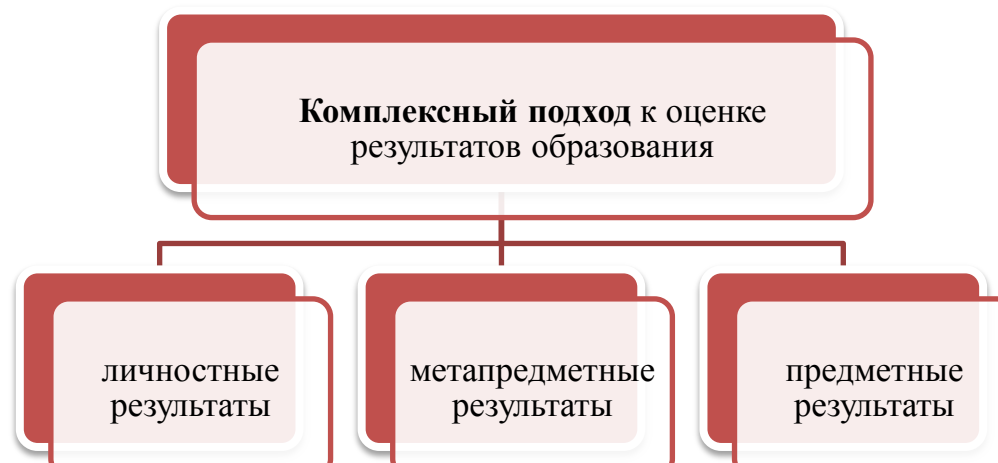 Комплексный подход к оценке
результатов образования
личностные
результаты
метапредметные
результаты
предметные
результаты